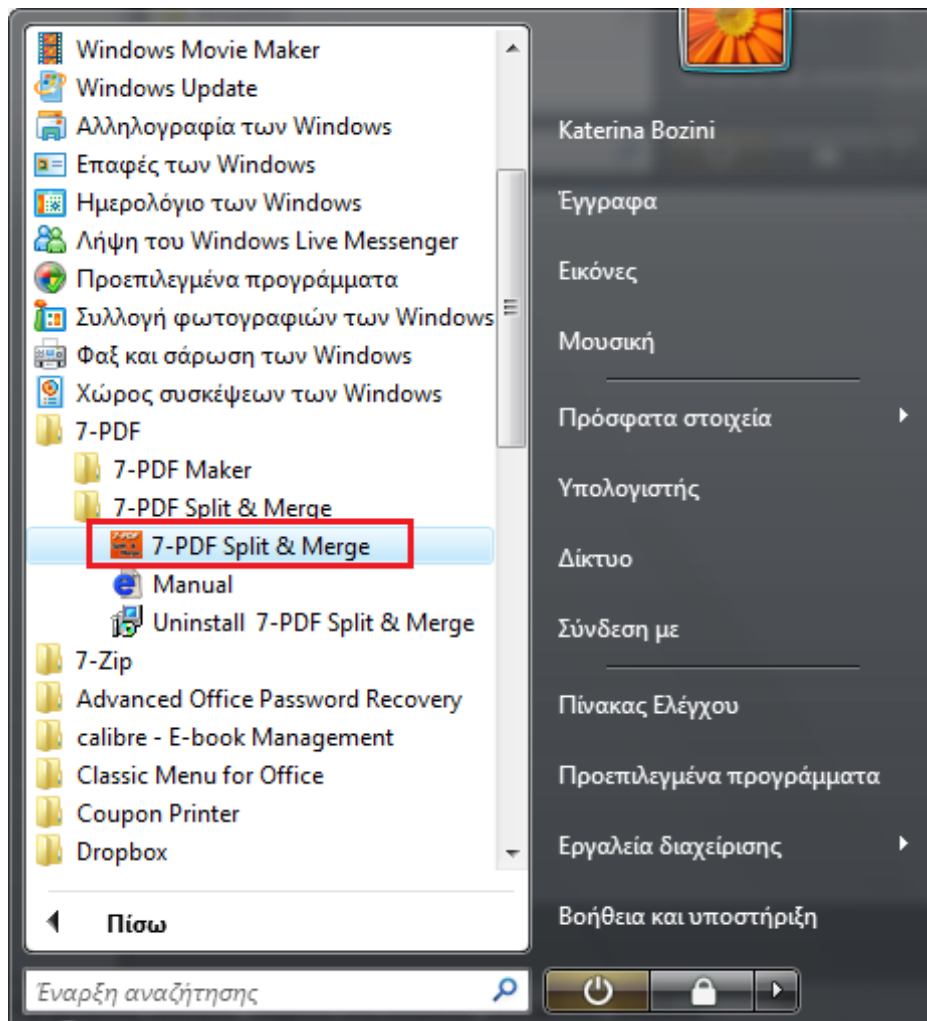 Windows Movie Maker
Windows Update
Αλληλογραφία των Windows
Επαφές των Windows
Ημερολόγιο των Windows
Λήψη του Windows Live Messenger
Προεπιλεγμένα προγράμματα
Συλλογή φωτογραφιών των Windows
Φαξ και σάρωση των Windows
Χώρος συσκέψεων των Windows
7-PDF
7-PDF Maker
7-PDF Split & Merge
7-PDF Split & Merge
Manual
Uninstall 7-PDF Split & Merge
7-Zip
Advanced Office Password Recovery
calibre - E-book Management
Classic Menu for Office
Coupon Printer
Dropbox
Πίσω
Έναρξη αναζήτησης
Katerina Bozini
Έγγραφα
Εικόνες
Μουσική
Πρόσφατα στοιχεία
Υπολογιστής
Δίκτυο
Σύνδεση με
Πίνακας Ελέγχου
Προεπιλεγμένα προγράμματα
Εργαλεία διαχείρισης
Βοήθεια και υποστήριξη